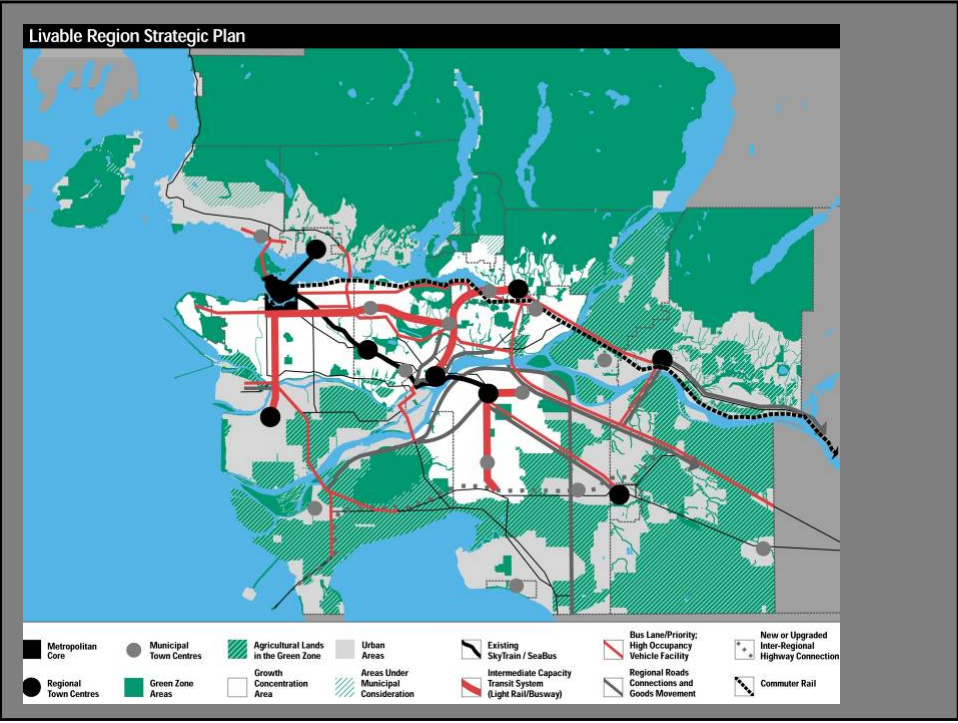 Livable Region Strategic Plan
Metropolitan
Core
Municipal
Town Centres
Agricultural Lands
in the Green Zone
Urban
Areas
Existing
SkyTrain / SeaBus
Bus Lane/Priority;
High Occupancy
Vehicle Facility
New or Upgraded
Inter-Regional
Highway Connection
Regional
Town Centres
Green Zone
Areas
Growth
Concentration
Area
Areas Under
Municipal
Consideration
Intermediate Capacity
Transit System
(Light Rail/Busway)
Regional Roads
Connections and
Goods Movement
Commuter Rail